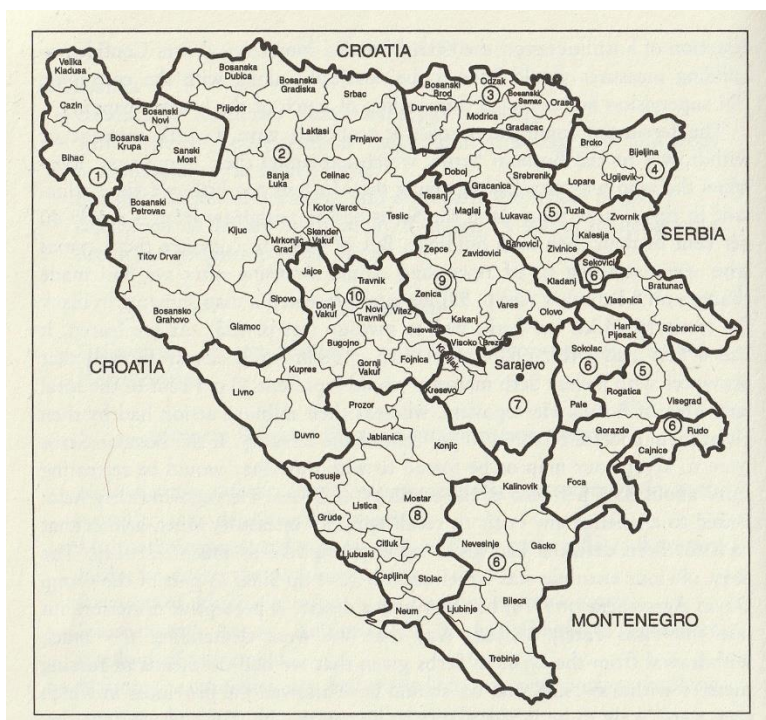 CROATIA
Velika
Kladusa
Cazin
Bosanski
Novi
Bosanska
Krupa
Sanski
Most
Bihac
1
Bosanska
Dubica
Bosanska
Gradiska
Srbac
Prijedor
Laktasi
Prnjavor
2
Banja
Luka
Celinac
Kotor Varos
Skender
Vakuf
Teslic
Mrkonjic
Grad
Kljuc
Bosanski
Petrovac
Titov Drvar
Bosansko
Grahovo
Glamoc
Sipovo
Bosanski
Brod
Odzak
3
Bosanski
Samac
Orasje
Durventa
Modrica
Gradacac
Brcko
Bijeljina
4
Lopare
Ugljevik
Doboj
Gracanica
Srebrenik
Tesanj
Maglaj
Lukavac
5
Tuzla
Zvornik
Kalesija
Banovici
Zivinice
Sekovici
6
Kladanj
SERBIA
Bratunac
Vlasenica
Srebrenica
Zepce
Zavidovici
9
Zenica
Vares
Olovo
Kakanj
Visoko
Breza
Jajce
Travnik
10
Donji
Vakuf
Novi
Travnik
Vitez
Busovaca
Bugojno
Gornji
Vakuf
Fojnica
Kiseljak
Kresevo
Kupres
Livno
Duvno
CROATIA
Sarajevo
7
Han
Pijesak
Sokolac
6
Pale
5
Rogatica
Visegrad
Gorazde
6
Rudo
Cajnice
Foca
Kalinovik
Prozor
Jablanica
Konjic
Posusje
Listica
Mostar
8
Grude
Citluk
Ljubuski
Capljina
Stolac
Neum
Nevesinje
6
Gacko
Bileca
Ljubinje
Trebinje
MONTENEGRO